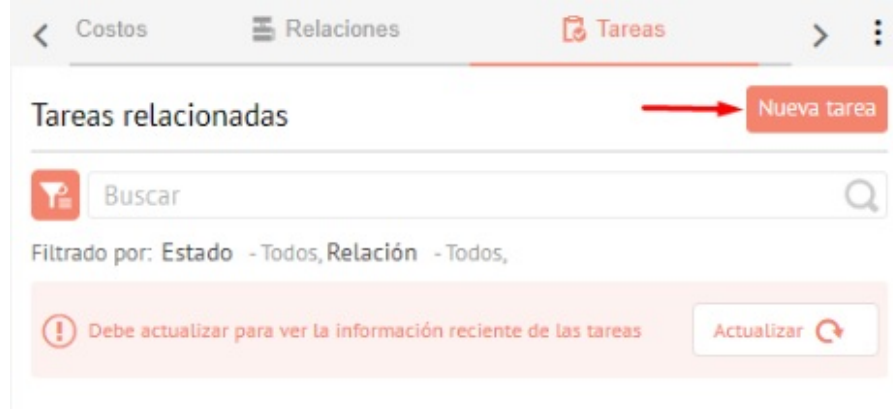 Costos Relaciones Tareas
Tareas relacionadas
Nueva tarea
Buscar
Filtrado por: Estado - Todos, Relación - Todos,
Debe actualizar para ver la información reciente de las tareas
Actualizar